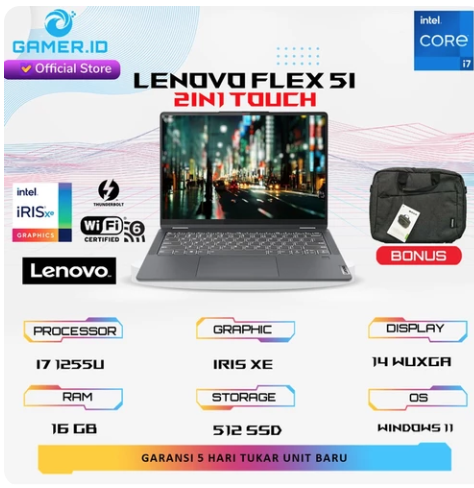 GAMER.ID
Official Store
intel
CORE
i7
LENOVO FLEX 5I
2IN1 TOUCH
intel
iRIS Xe
GRAPHICS
THUNDERBOLT
Wi Fi 6
CERTIFIED
Lenovo
BONUS
PROCESSOR
I7 1255U
GRAPHIC
IRIS XE
DISPLAY
14 WUXGA
RAM
16 GB
STORAGE
512 SSD
OS
WINDOWS 11
GARANSI 5 HARI TUKAR UNIT BARU